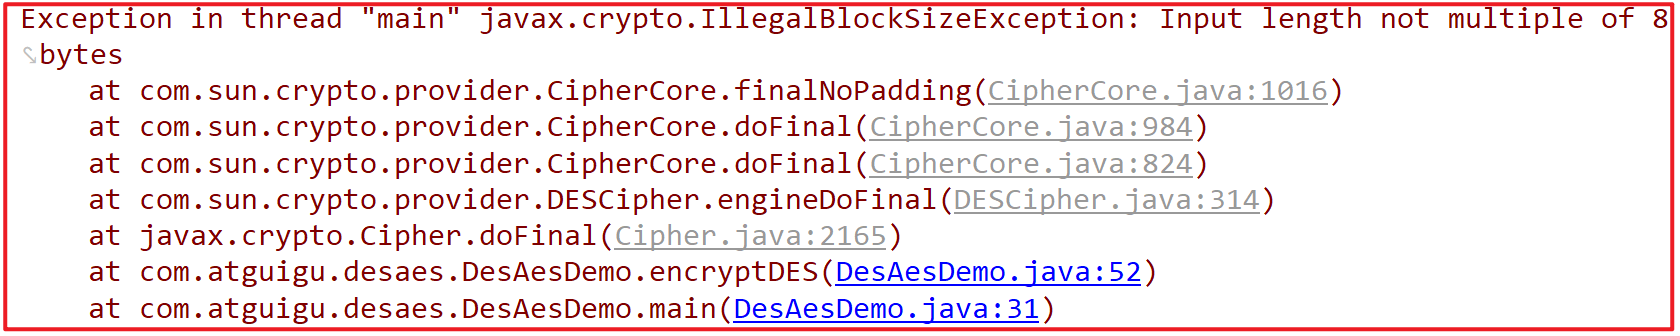 Exception in thread "main" javax.crypto.IllegalBlockSizeException: Input length not multiple of 8
bytes
at com.sun.crypto.provider.CipherCore.finalNoPadding(CipherCore.java:1016)
at com.sun.crypto.provider.CipherCore.doFinal(CipherCore.java:984)
at com.sun.crypto.provider.CipherCore.doFinal(CipherCore.java:824)
at com.sun.crypto.provider.DESCipher.engineDoFinal(DESCipher.java:314)
at javax.crypto.Cipher.doFinal(Cipher.java:2165)
at com.atguigu.desaes.DesAesDemo.encryptDES(DesAesDemo.java:52)
at com.atguigu.desaes.DesAesDemo.main(DesAesDemo.java:31)